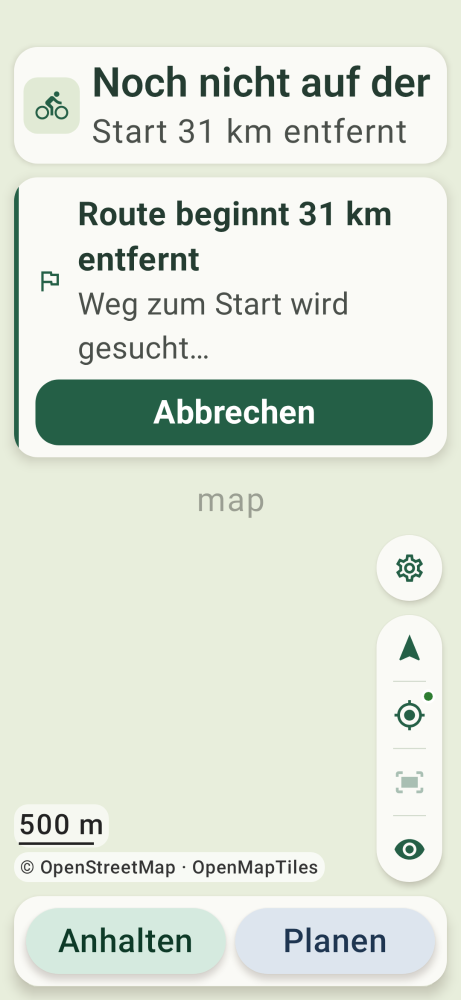 Noch nicht auf der
Start 31 km entfernt
Route beginnt 31 km
entfernt
Weg zum Start wird
gesucht…
Abbrechen
map
500 m
© OpenStreetMap · OpenMapTiles
Anhalten
Planen